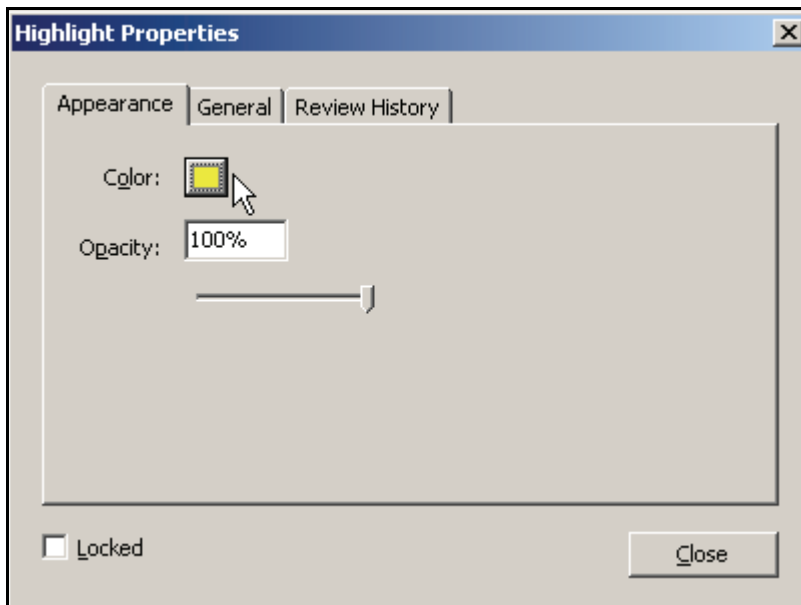 Highlight Properties
Appearance General Review History
Color:
Opacity: 100%
Locked
Close